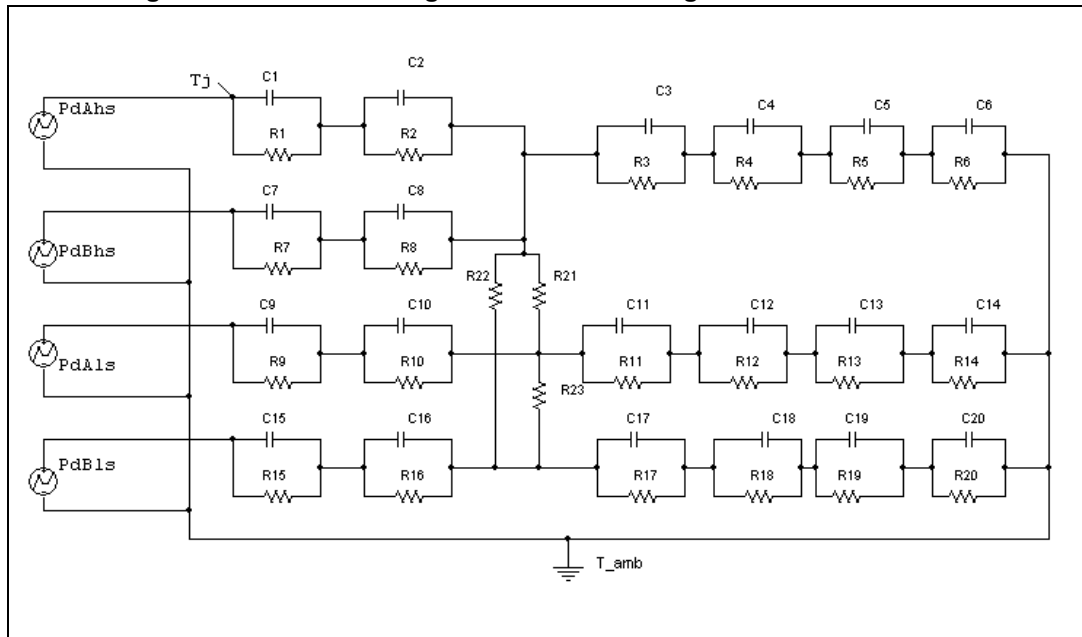 C2
Tj
C1
C3
C4
C5
C6
PdAhs
R1
R2
R3
R4
R5
R6
C7
C8
PdBhs
R7
R8
R22
R21
C9
C10
C11
C12
C13
C14
PdAls
R9
R10
R11
R12
R13
R14
R23
C15
C16
C17
C18
C19
C20
PdBls
R15
R16
R17
R18
R19
R20
T_amb